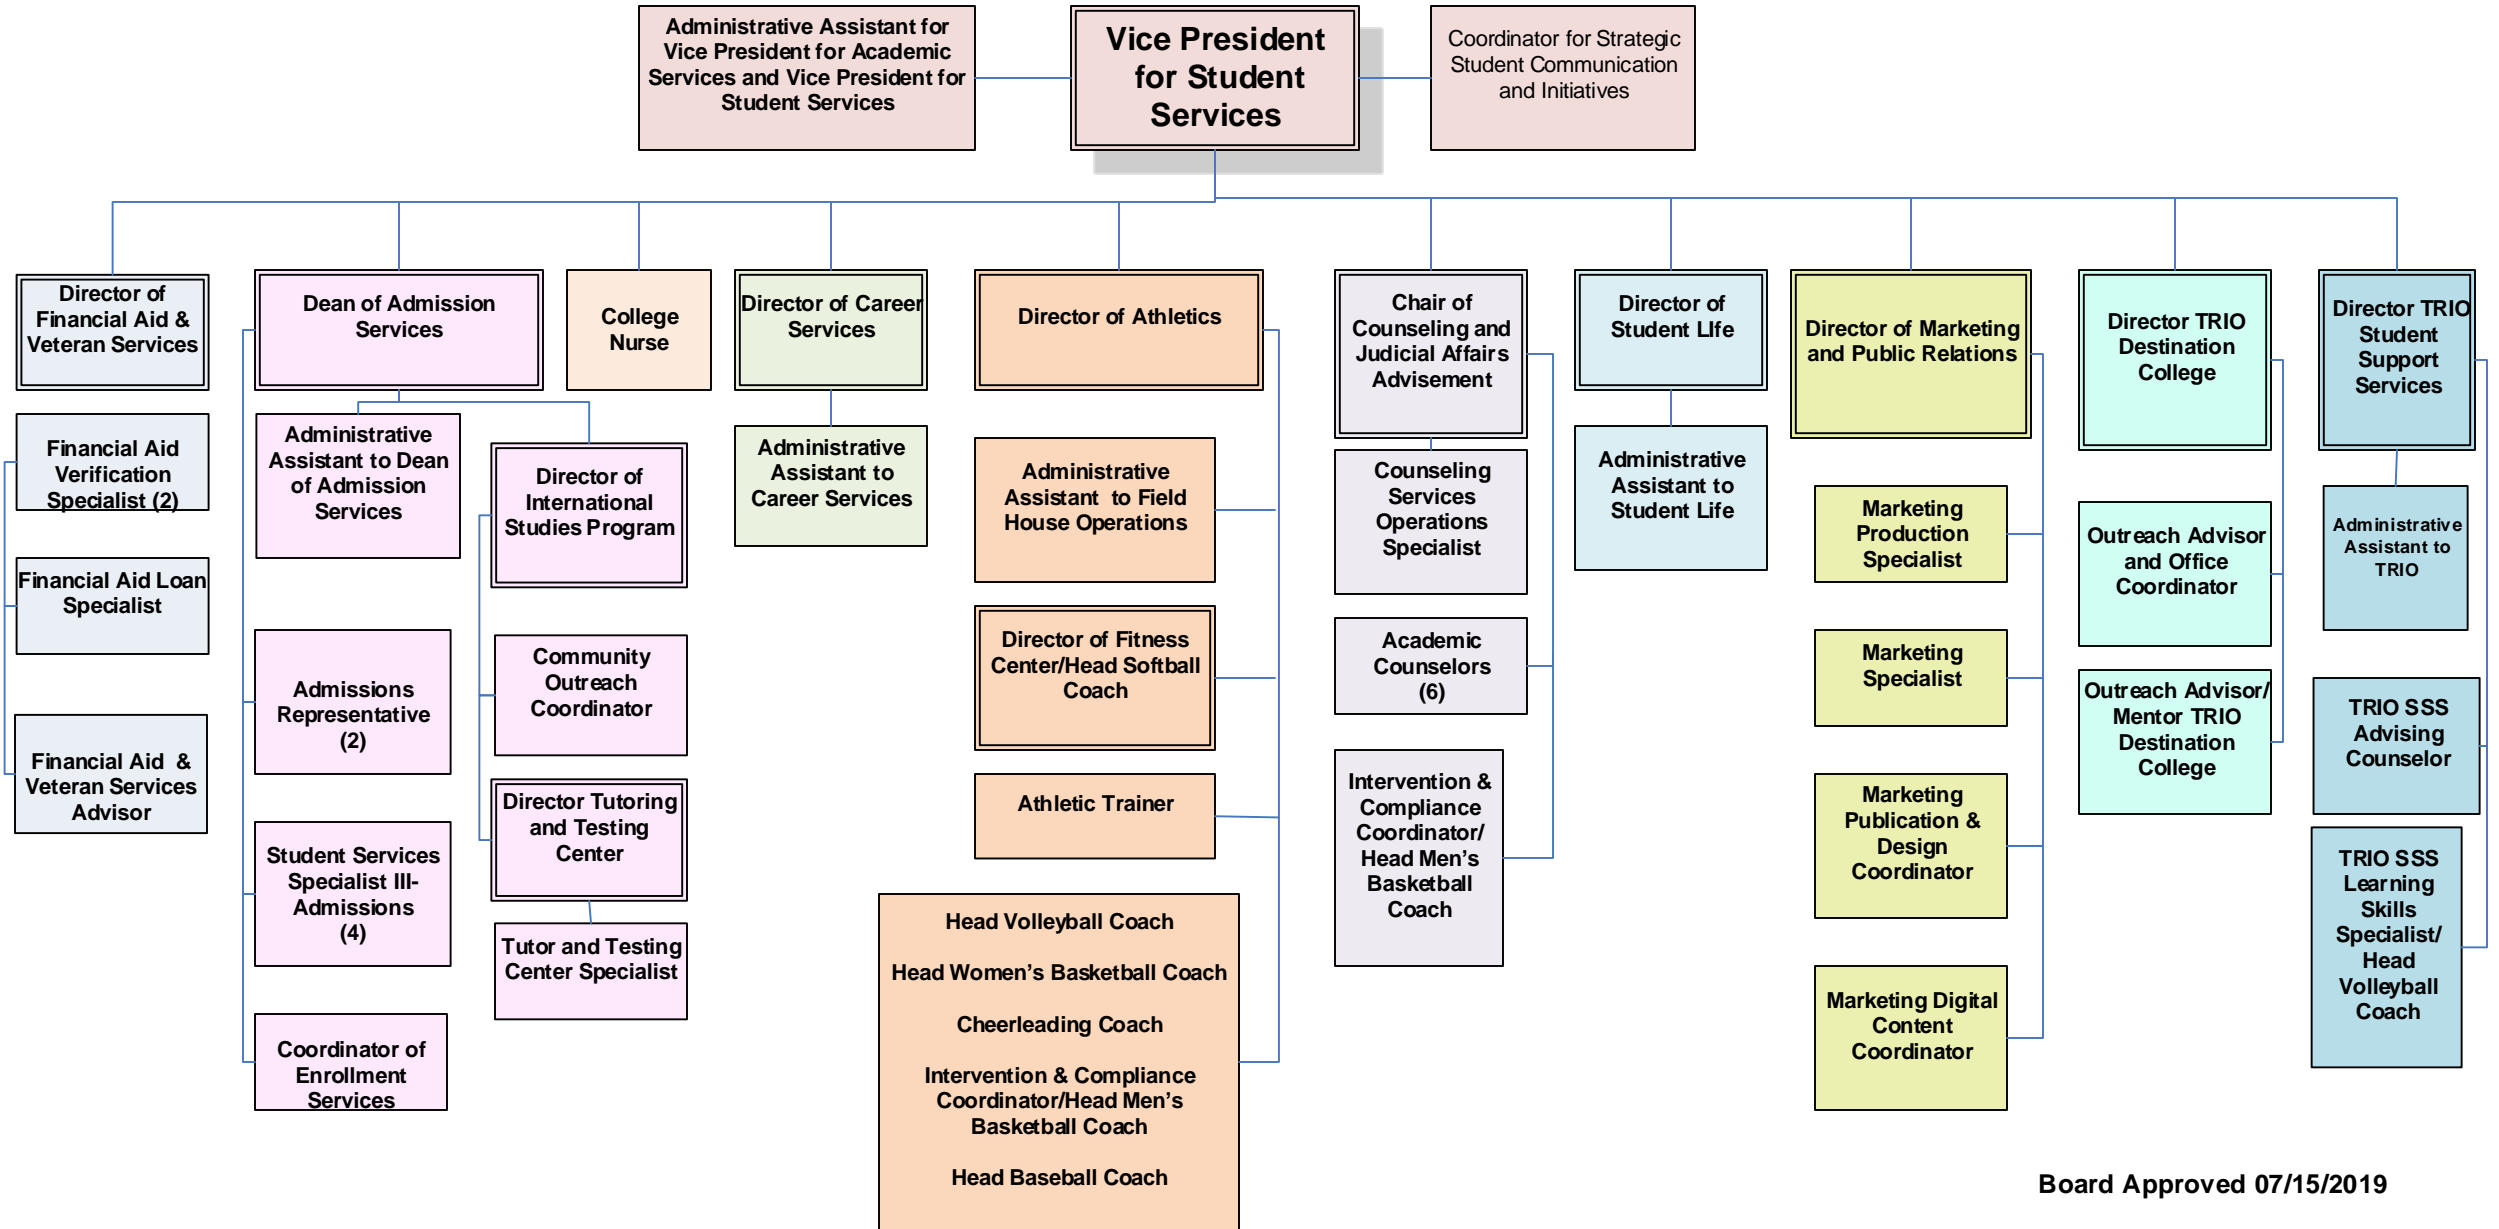 Administrative Assistant for
Vice President for Academic
Services and Vice President for
Student Services
Vice President
for Student
Services
Coordinator for Strategic
Student Communication
and Initiatives
Director of
Financial Aid &
Veteran Services
Financial Aid
Verification
Specialist (2)
Financial Aid Loan
Specialist
Financial Aid &
Veteran Services
Advisor
Dean of Admission
Services
Administrative
Assistant to Dean
of Admission
Services
Admissions
Representative
(2)
Student Services
Specialist III-
Admissions
(4)
Coordinator of
Enrollment
Services
Director of
International
Studies Program
Community
Outreach
Coordinator
Director Tutoring
and Testing
Center
Tutor and Testing
Center Specialist
College
Nurse
Director of Career
Services
Administrative
Assistant to
Career Services
Director of Athletics
Administrative
Assistant to Field
House Operations
Director of Fitness
Center/Head Softball
Coach
Athletic Trainer
Head Volleyball Coach
Head Women's Basketball Coach
Cheerleading Coach
Intervention & Compliance
Coordinator/Head Men's
Basketball Coach
Head Baseball Coach
Chair of
Counseling and
Judicial Affairs
Advisement
Counseling
Services
Operations
Specialist
Academic
Counselors
(6)
Intervention &
Compliance
Coordinator/
Head Men's
Basketball
Coach
Director of
Student LIfe
Administrative
Assistant to
Student Life
Director of Marketing
and Public Relations
Marketing
Production
Specialist
Marketing
Specialist
Marketing
Publication &
Design
Coordinator
Marketing Digital
Content
Coordinator
Director TRIO
Destination
College
Outreach Advisor
and Office
Coordinator
Outreach Advisor/
Mentor TRIO
Destination
College
Director TRIO
Student
Support
Services
Administrative
Assistant to
TRIO
TRIO SSS
Advising
Counselor
TRIO SSS
Learning
Skills
Specialist/
Head
Volleyball
Coach
Board Approved 07/15/2019